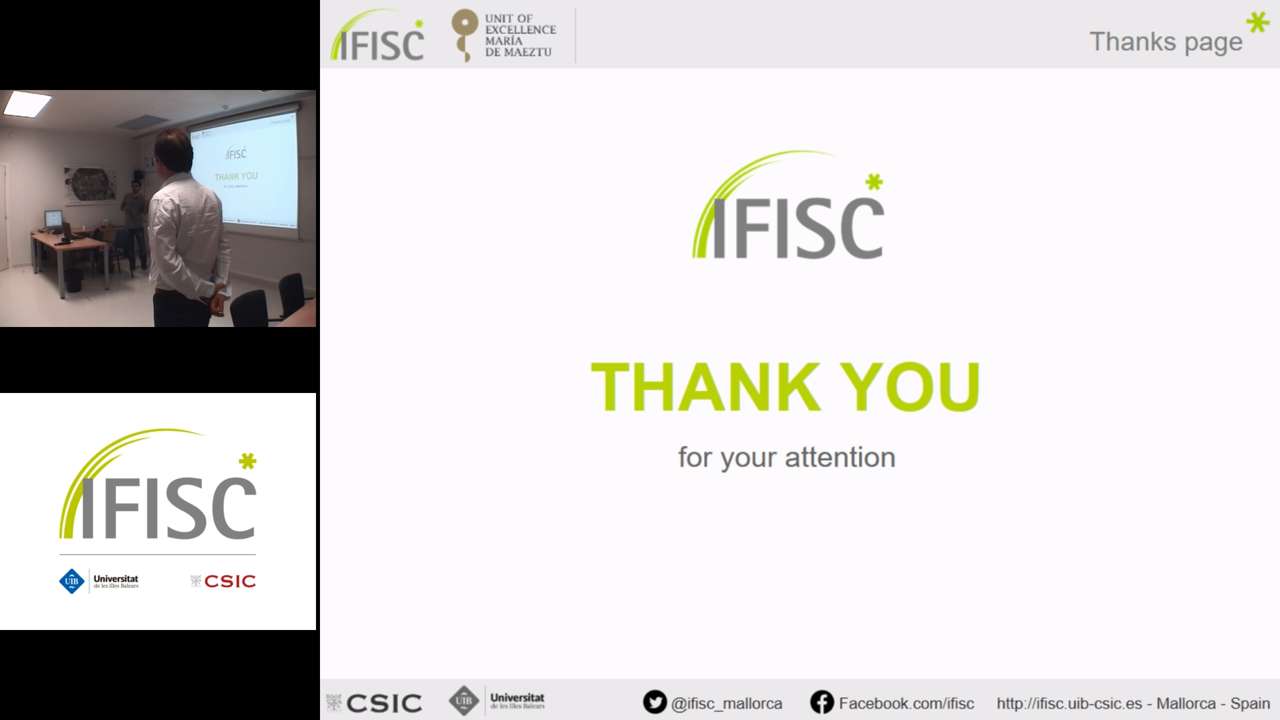 IFISC
UNIT OF
EXCELLENCE
MARÍA
DE MAEZTU
Thanks page
IFISC
THANK YOU
IFISC
THANK YOU
for your attention
IFISC
UIB
Universitat
de les Illes Balears
CSIC
CSIC
UIB
Universitat
de les Illes Balears
@ifisc_mallorca
Facebook.com/ifisc
http://ifisc.uib-csic.es - Mallorca - Spain